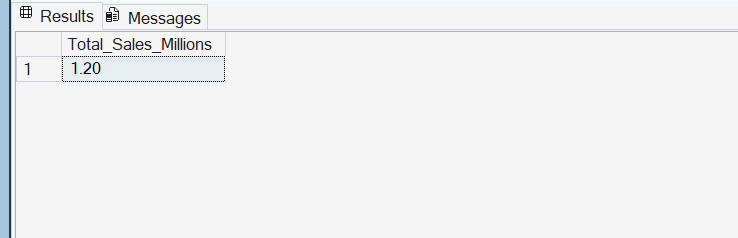 Results Messages
Total_Sales_Millions
1 1.20